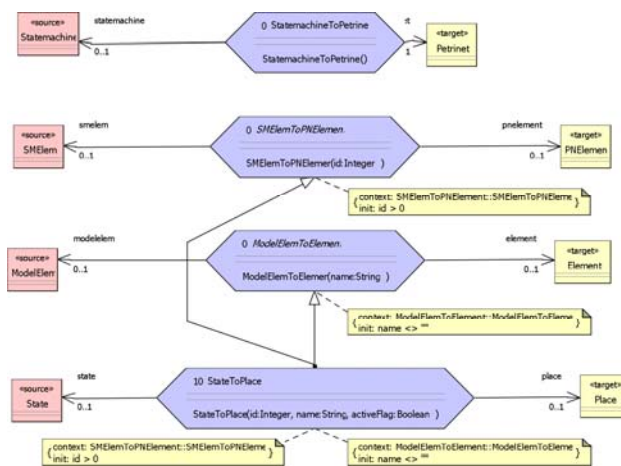 «source»
Statemachine
statemachine
0..1
0 StatemachineToPetrine
StatemachineToPetrine()
rt
1
«target»
Petrinet
«source»
SMElem
smelem
0..1
0 SMElemToPNElemen.
SMElemToPNElemer(id:Integer )
pnelement
0..1
«target»
PNElemen
{context: SMElemToPNElement::SMElemToPNEleme
init: id > 0 }
«source»
ModelElem
modelelem
0..1
0 ModelElemToElemen.
ModelElemToElemer(name:String )
element
0..1
«target»
Element
{context: ModelElemToElement::ModelElemToEleme
init: name <> "" }
«source»
State
state
0..1
10 StateToPlace
StateToPlace(id:Integer, name:String, activeFlag:Boolean )
place
0..1
«target»
Place
{context: SMElemToPNElement::SMElemToPNEleme
init: id > 0 }
{context: ModelElemToElement::ModelElemToEleme
init: name <> "" }